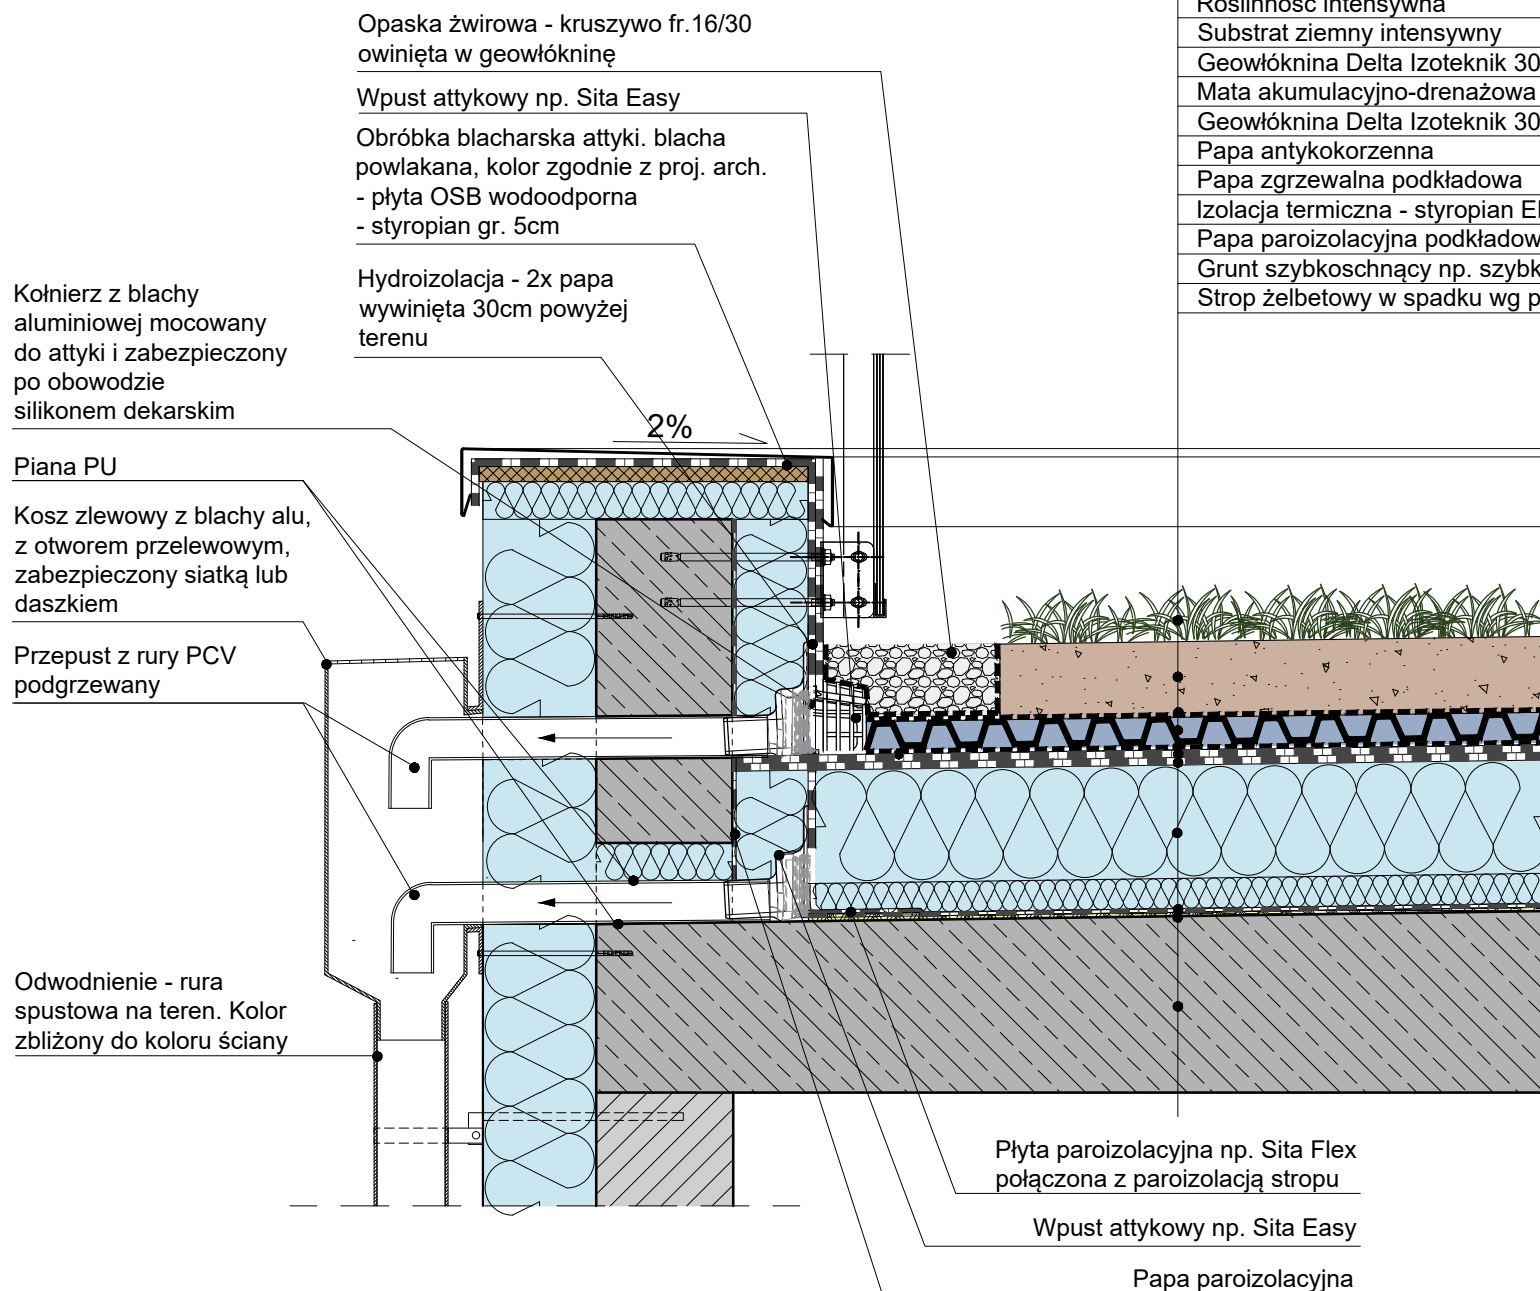 Opaska żwirowa - kruszywo fr.16/30
owinięta w geowłókninę
Wpust attykowy np. Sita Easy
Obróbka blacharska attyki. blacha
powlakana, kolor zgodnie z proj. arch.
- płyta OSB wodoodporna
- styropian gr. 5cm
Hydroizolacja - 2x papa
wywinięta 30cm powyżej
terenu
Kołnierz z blachy
aluminiowej mocowany
do attyki i zabezpieczony
po obowodzie
silikonem dekarskim
Piana PU
Kosz zlewowy z blachy alu,
z otworem przelewowym,
zabezpieczony siatką lub
daszkiem
Przepust z rury PCV
podgrzewany
Odwodnienie - rura
spustowa na teren. Kolor
zbliżony do koloru ściany
2%
Roślinność intensywna
Substrat ziemny intensywny
Geowłóknina Delta Izoteknik 30
Mata akumulacyjno-drenażowa
Geowłóknina Delta Izoteknik 30
Papa antykokorzenna
Papa zgrzewalna podkładowa
Izolacja termiczna - styropian
Papa paroizolacyjna podkładow
Grunt szybkoschnący np. szybk
Strop żelbetowy w spadku wg p
Płyta paroizolacyjna np. Sita Flex
połączona z paroizolacją stropu
Wpust attykowy np. Sita Easy
Papa paroizolacyjna